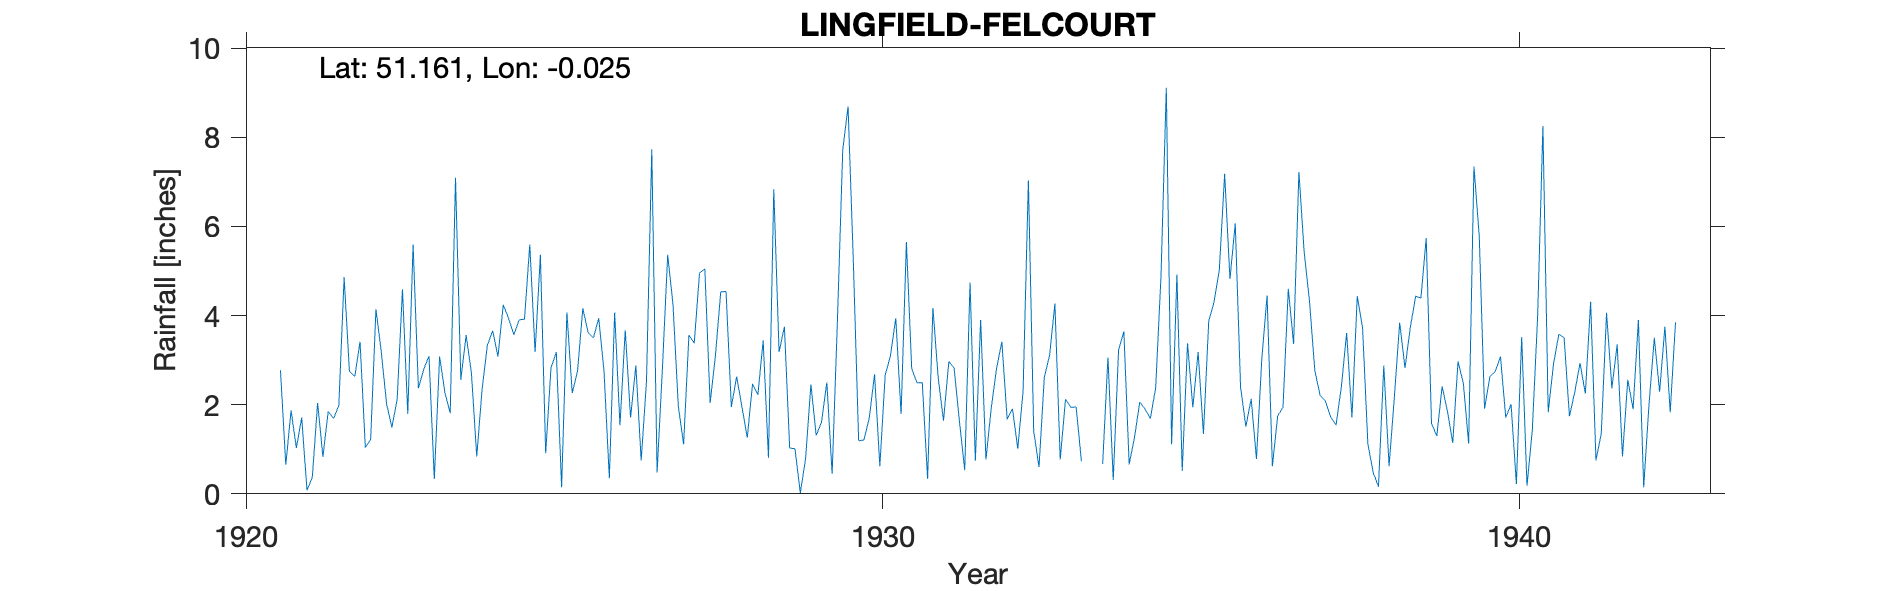 LINGFIELD-FELCOURT
Lat: 51.161, Lon: -0.025
Rainfall [inches]
10
8
6
4
2
0
1920 1930 1940
Year